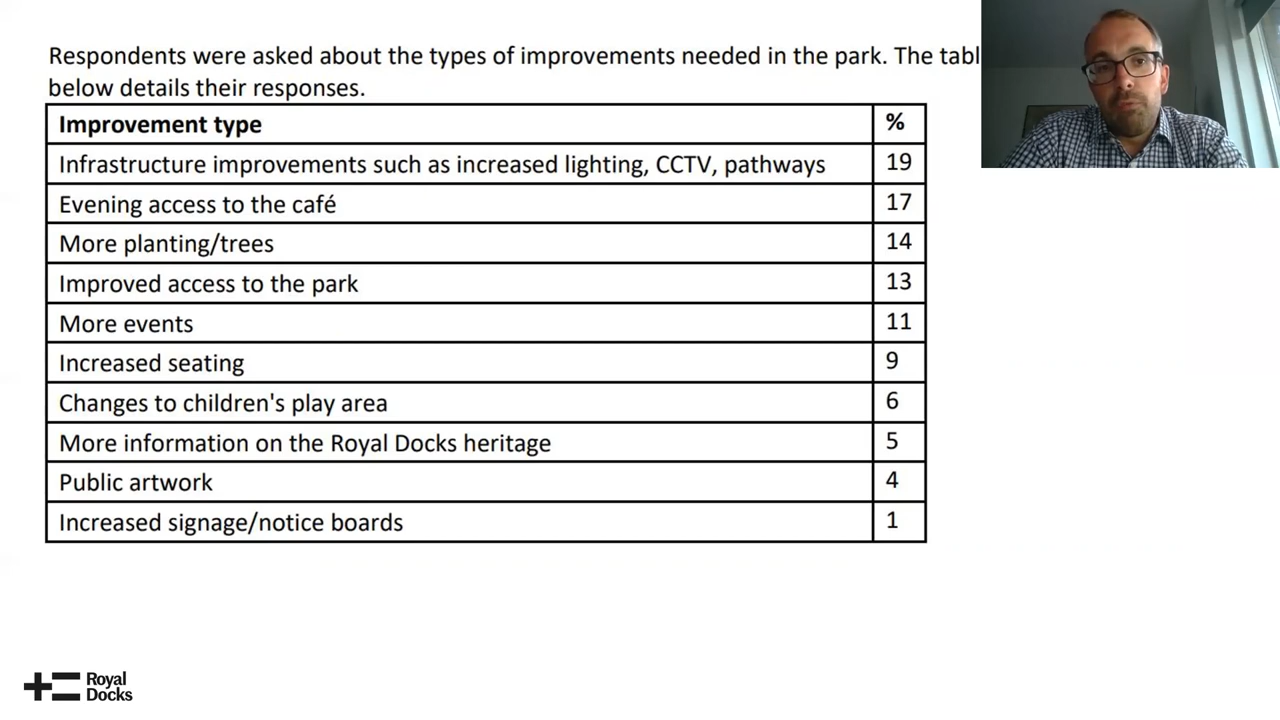 Respondents were asked about the types of improvements needed in the park. The tabl
below details their responses.
Improvement type %
Infrastructure improvements such as increased lighting, CCTV, pathways 19
Evening access to the café 17
More planting/trees 14
Improved access to the park 13
More events 11
Increased seating 9
Changes to children's play area 6
More information on the Royal Docks heritage 5
Public artwork 4
Increased signage/notice boards 1
Royal
Docks